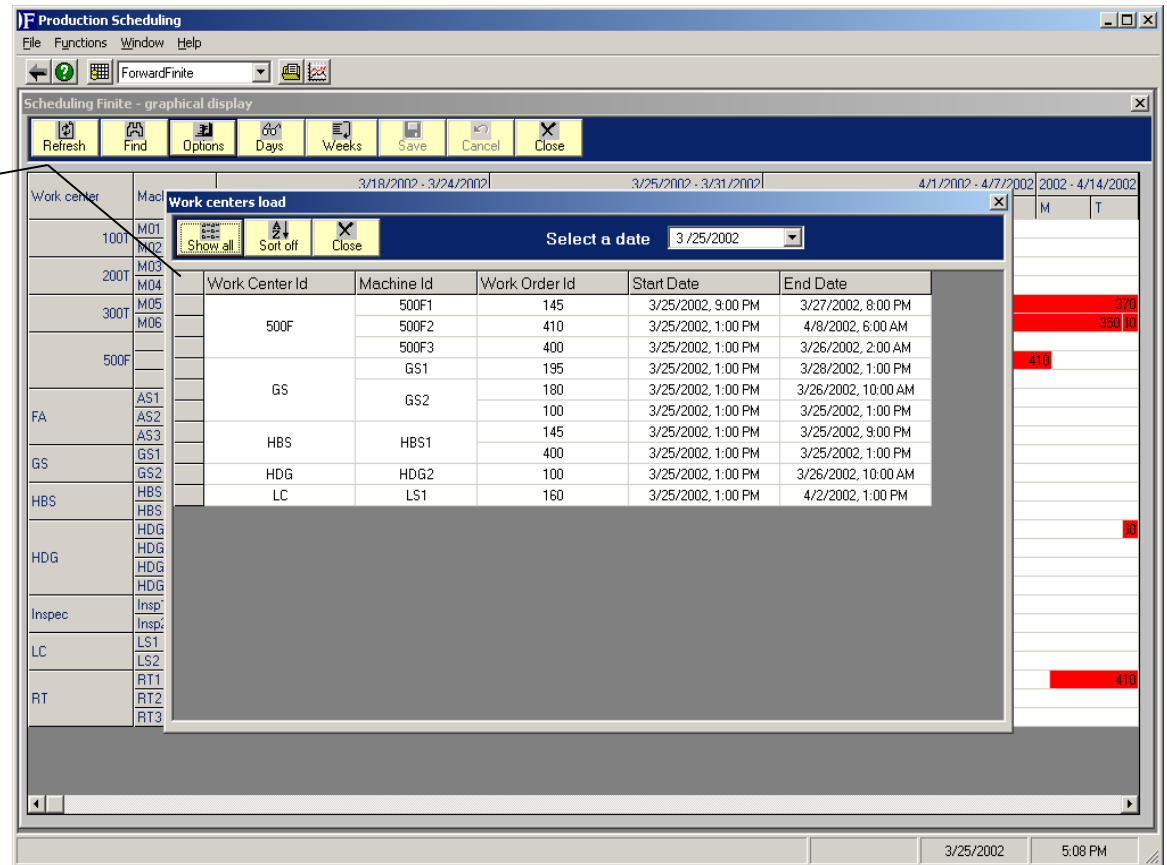 Production Scheduling
File Functions Window Help
ForwardFinite
Scheduling Finite - graphical display
Refresh Find Options Days Weeks Save Cancel Close
Work center 3/18/2002 - 3/24/2002 3/25/2002 - 3/31/2002 4/1/2002 - 4/7/2002 2002 - 4/14/2002
M T
Work centers load
Show all Sort off Close Select a date 3 /25/2002
Work Center Id Machine Id Work Order Id Start Date End Date
500F1 145 3/25/2002, 9:00 PM 3/27/2002, 8:00 PM
500F 500F2 410 3/25/2002, 1:00 PM 4/8/2002, 6:00 AM
500F3 400 3/25/2002, 1:00 PM 3/26/2002, 2:00 AM
GS1 195 3/25/2002, 1:00 PM 3/28/2002, 1:00 PM
GS GS2 180 3/25/2002, 1:00 PM 3/26/2002, 10:00 AM
100 3/25/2002, 1:00 PM 3/25/2002, 1:00 PM
HBS HBS1 145 3/25/2002, 1:00 PM 3/25/2002, 9:00 PM
400 3/25/2002, 1:00 PM 3/25/2002, 1:00 PM
HDG HDG2 100 3/25/2002, 1:00 PM 3/26/2002, 10:00 AM
LC LS1 160 3/25/2002, 1:00 PM 4/2/2002, 1:00 PM
100T M01
M02
200T M03
M04
300T M05 370
M06 350
500F 410
FA AS1
AS2
AS3
GS GS1
GS2
HBS HBS
HBS
HDG HDG
HDG
HDG
HDG
Inspec Insp
Insp
LC LS1
LS2
RT RT1 410
RT2
RT3
3/25/2002 5:08 PM